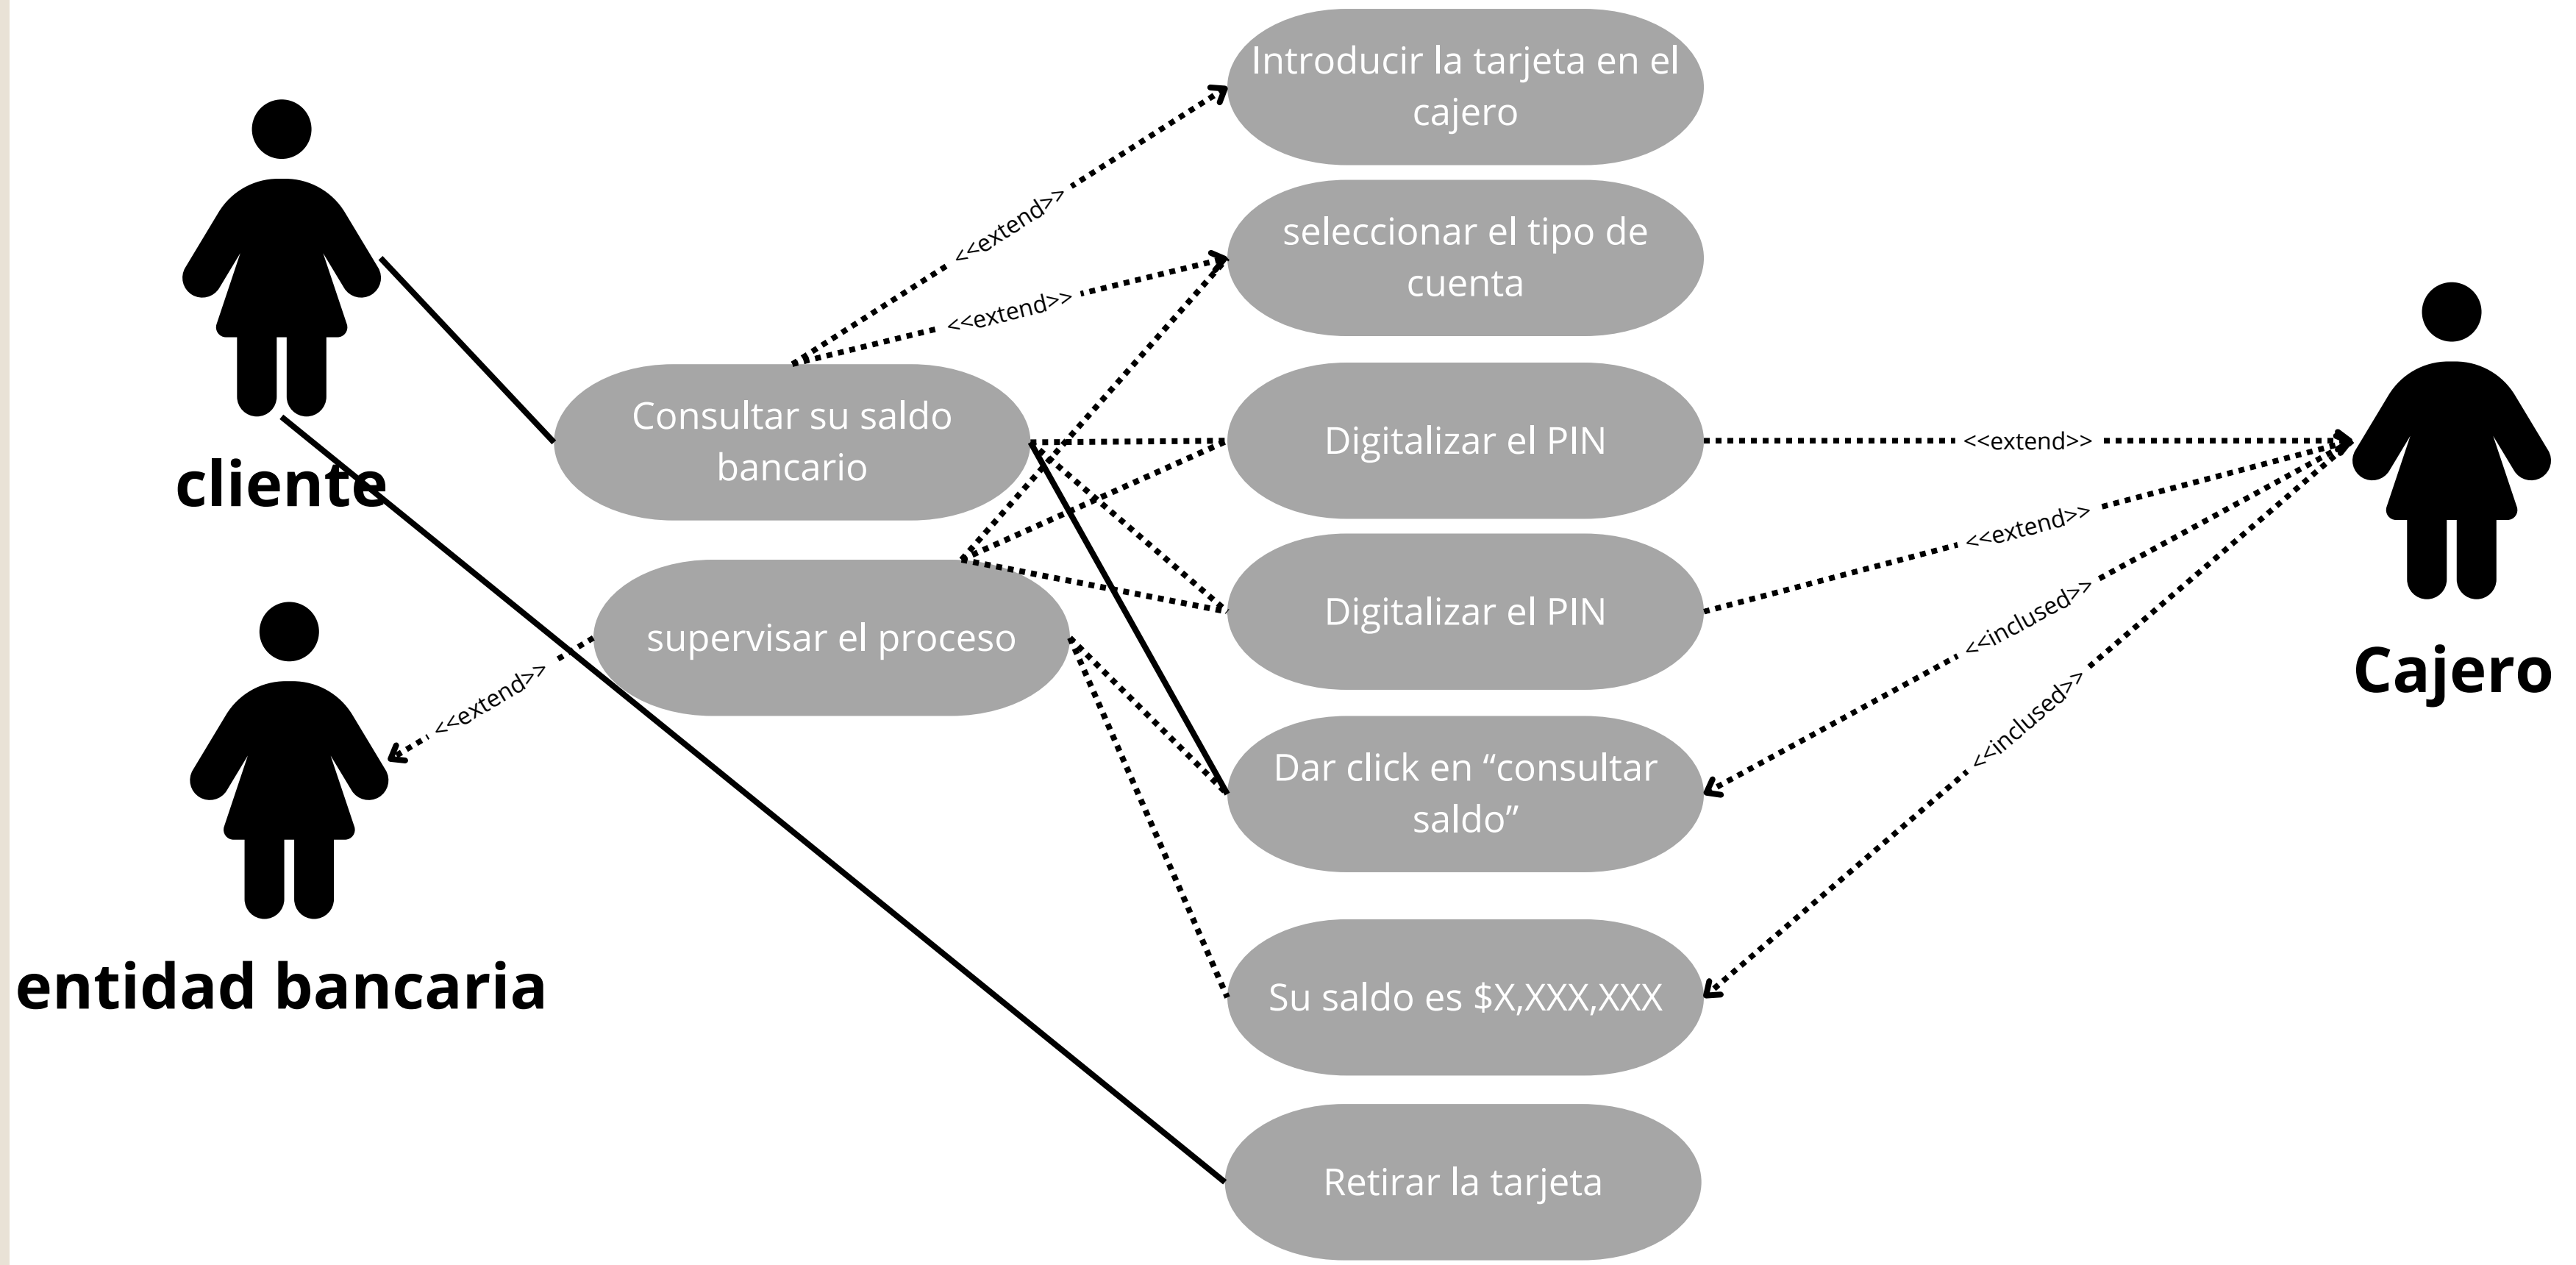 Introducir la tarjeta en el
cajero
<<extend>>
seleccionar el tipo de
cuenta
<<extend>>
cliente
Consultar su saldo
bancario
Digitalizar el PIN
<<extend>>
Digitalizar el PIN
<<extend>>
supervisar el proceso
<<extend>>
<<inclused>>
Cajero
<<inclused>>
Dar click en “consultar
saldo”
entidad bancaria
Su saldo es $X,XXX,XXX
Retirar la tarjeta